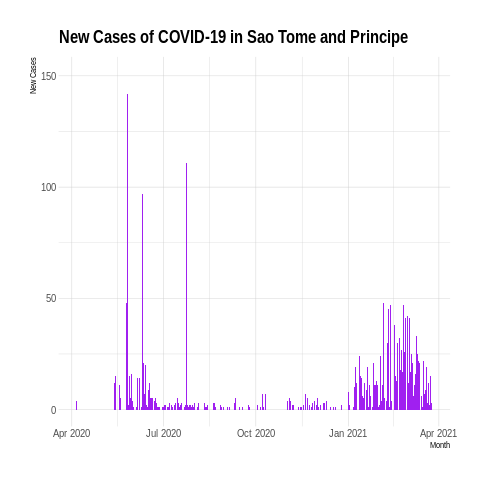 New Cases of COVID-19 in Sao Tome and Principe
New Cases
150
100
50
0
Apr 2020
Jul 2020
Oct 2020
Jan 2021
Apr 2021
Month